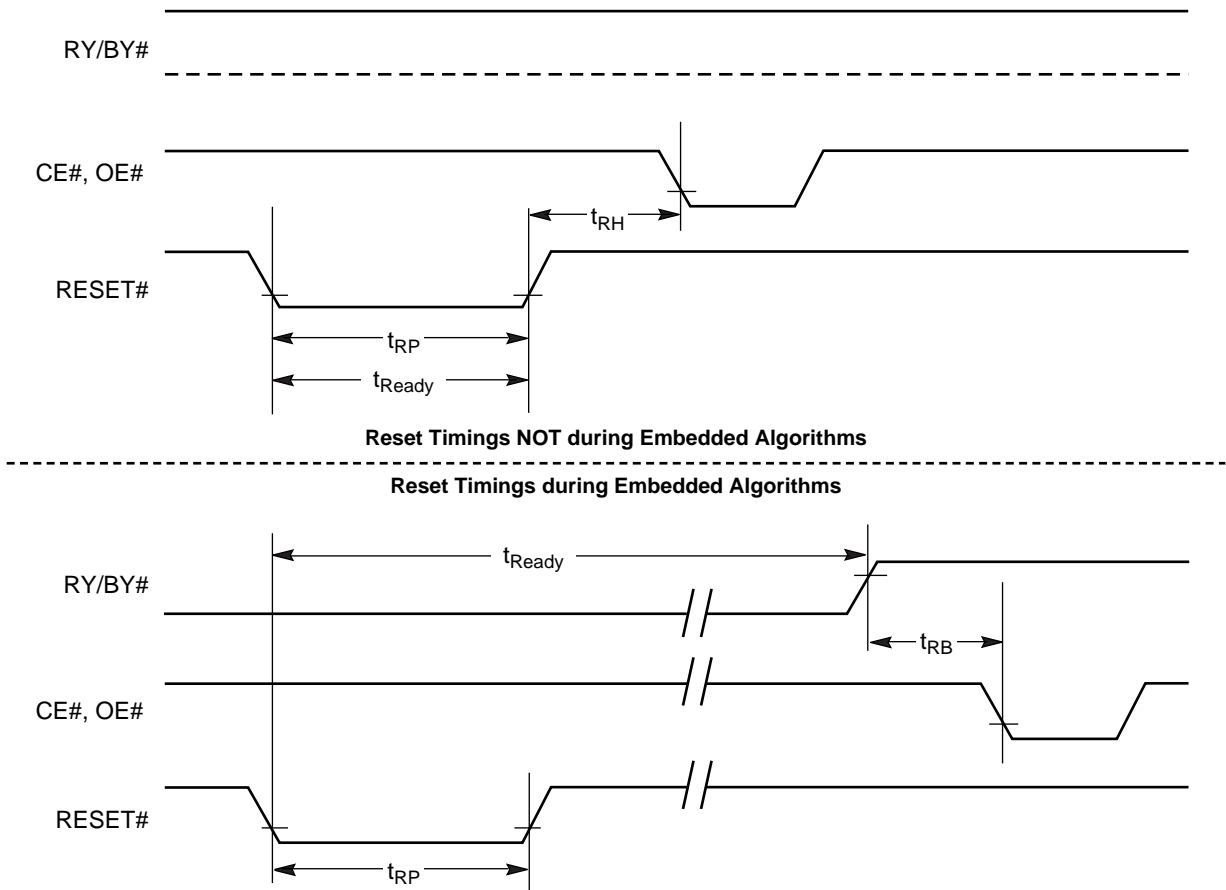 RY/BY#
CE#, OE#
tRH
RESET#
tRP
tReady
Reset Timings NOT during Embedded Algorithms
Reset Timings during Embedded Algorithms
tReady
RY/BY#
tRB
CE#, OE#
RESET#
tRP